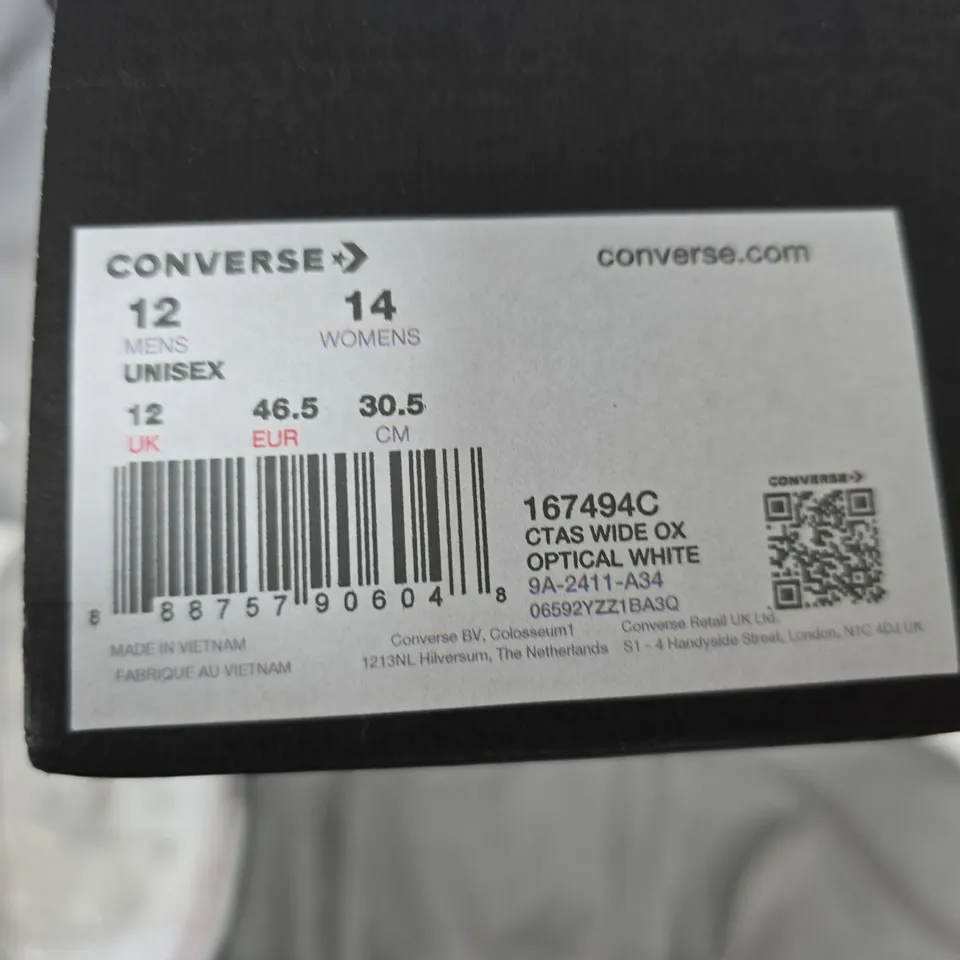 CONVERSE
converse.com
12 14
MENS WOMENS
UNISEX
12 46.5 30.5
UK EUR CM
8 88757 90604 8
167494C
CTAS WIDE OX
OPTICAL WHITE
9A-2411-A34
06592YZZ1BA3Q
CONVERSE
MADE IN VIETNAM
FABRIQUE AU VIETNAM
Converse BV, Colosseum1
1213NL Hilversum, The Netherlands
Converse Retail UK Ltd.
S1 - 4 Handyside Street, London, N1C 4DJ UK